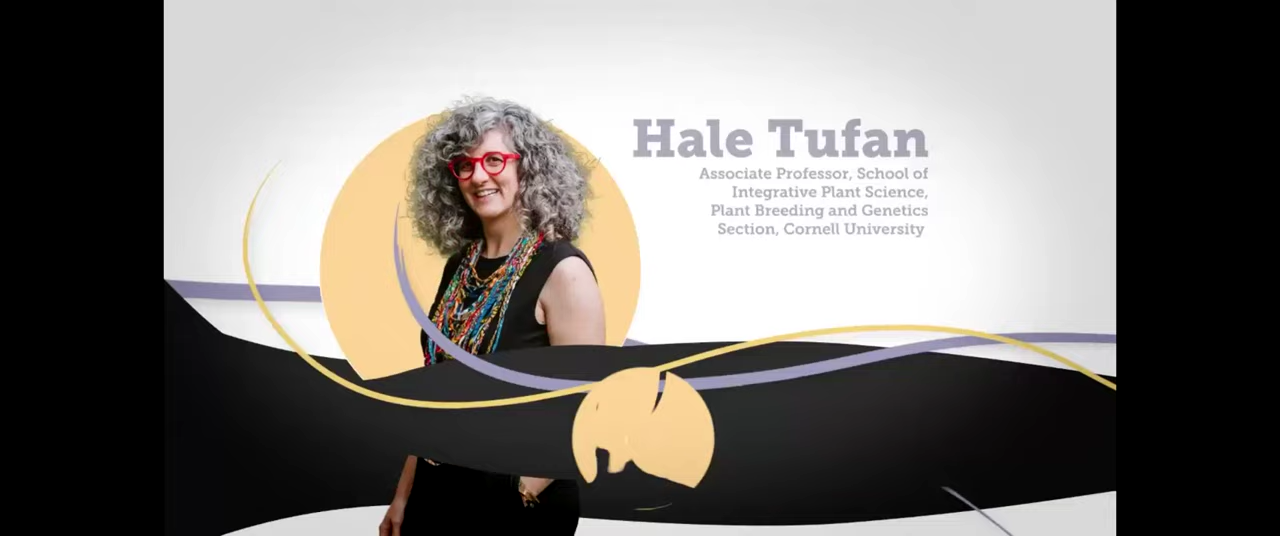 Hale Tufan
Associate Professor, School of
Integrative Plant Science,
Plant Breeding and Genetics
Section, Cornell University